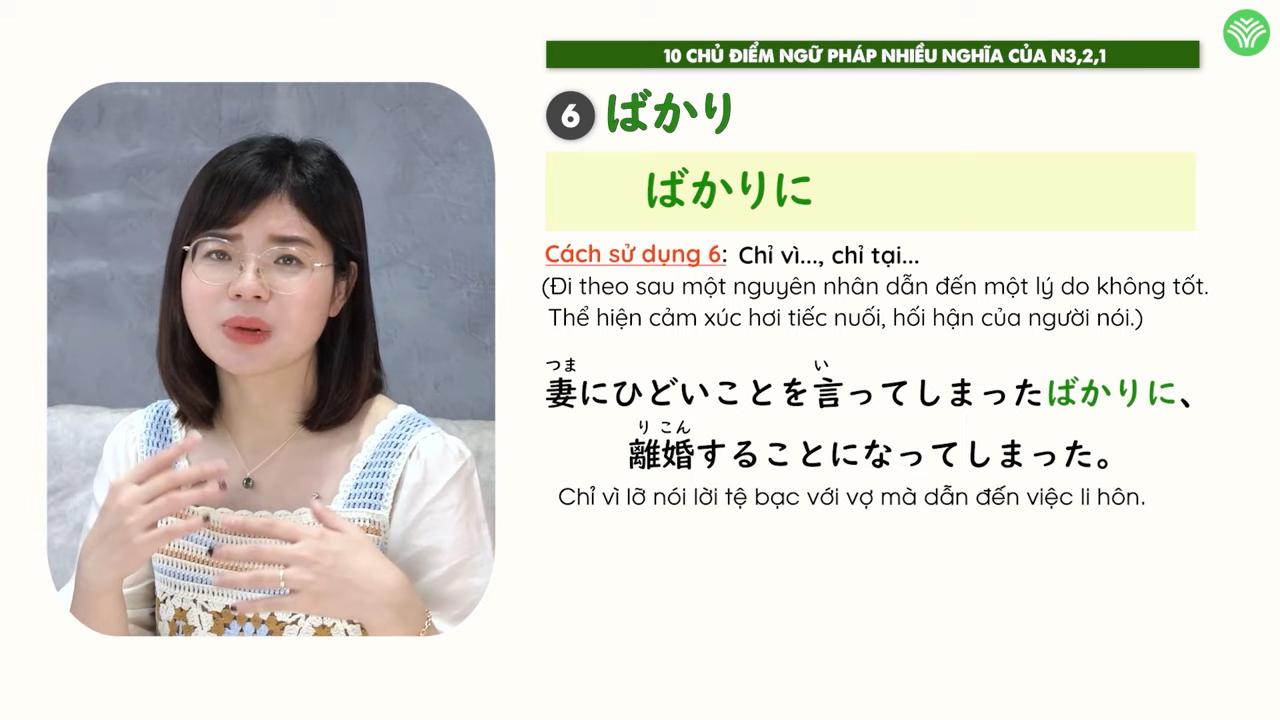 10 CHỦ ĐIỂM NGỮ PHÁP NHIỀU NGHĨA CỦA N3,2,1
6 ばかり
ばかりに
Cách sử dụng 6: Chỉ vì..., chỉ tại...
(Đi theo sau một nguyên nhân dẫn đến một lý do không tốt.
Thể hiện cảm xúc hơi tiếc nuối, hối hận của người nói.)
つま い
妻にひどいことを言ってしまったばかりに、
り こん
離婚することになってしまった。
Chỉ vì lỡ nói lời tệ bạc với vợ mà dẫn đến việc li hôn.